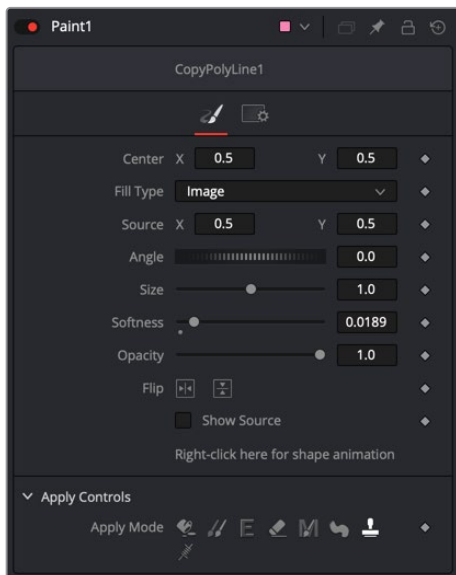 Paint1
CopyPolyLine1
Center X 0.5 Y 0.5
Fill Type Image
Source X 0.5 Y 0.5
Angle 0.0
Size 1.0
Softness 0.0189
Opacity 1.0
Flip
Show Source
Right-click here for shape animation
Apply Controls
Apply Mode